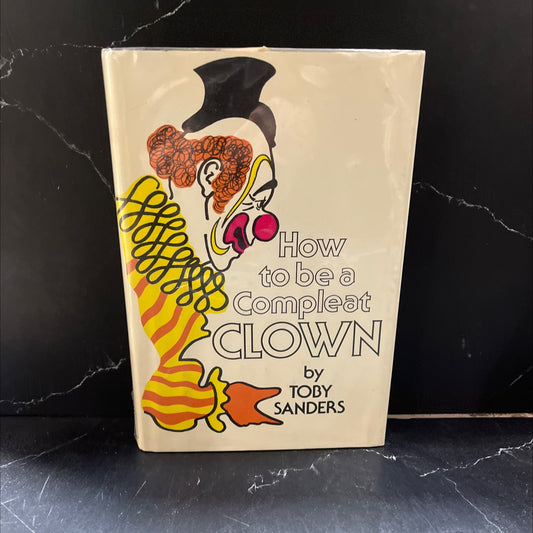 How
to be a
Compleat
CLOWN
by
TOBY
SANDERS